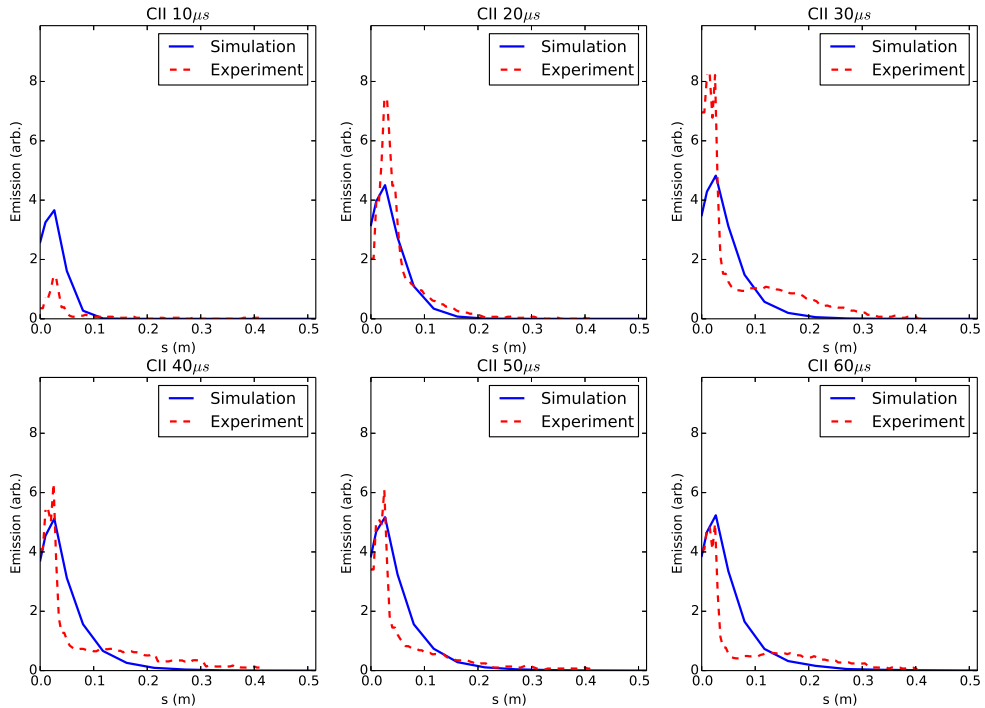 CII 10μs
Simulation
Experiment
Emission (arb.)
8
6
4
2
0
0.0 0.1 0.2 0.3 0.4 0.5
s (m)
CII 20μs
Simulation
Experiment
Emission (arb.)
8
6
4
2
0
0.0 0.1 0.2 0.3 0.4 0.5
s (m)
CII 30μs
Simulation
Experiment
Emission (arb.)
8
6
4
2
0
0.0 0.1 0.2 0.3 0.4 0.5
s (m)
CII 40μs
Simulation
Experiment
Emission (arb.)
8
6
4
2
0
0.0 0.1 0.2 0.3 0.4 0.5
s (m)
CII 50μs
Simulation
Experiment
Emission (arb.)
8
6
4
2
0
0.0 0.1 0.2 0.3 0.4 0.5
s (m)
CII 60μs
Simulation
Experiment
Emission (arb.)
8
6
4
2
0
0.0 0.1 0.2 0.3 0.4 0.5
s (m)